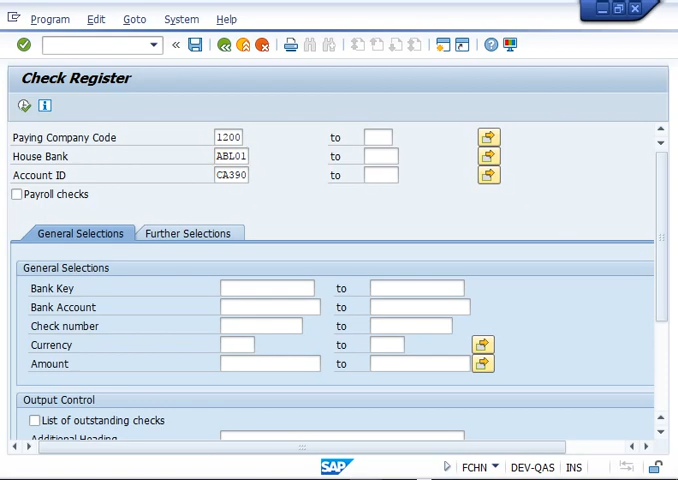 Program Edit Goto System Help
Check Register
Paying Company Code 1200 to
House Bank ABL01 to
Account ID CA390 to
Payroll checks
General Selections Further Selections
General Selections
Bank Key to
Bank Account to
Check number to
Currency to
Amount to
Output Control
List of outstanding checks
Additional Heading
SAP FCHN DEV-QAS INS